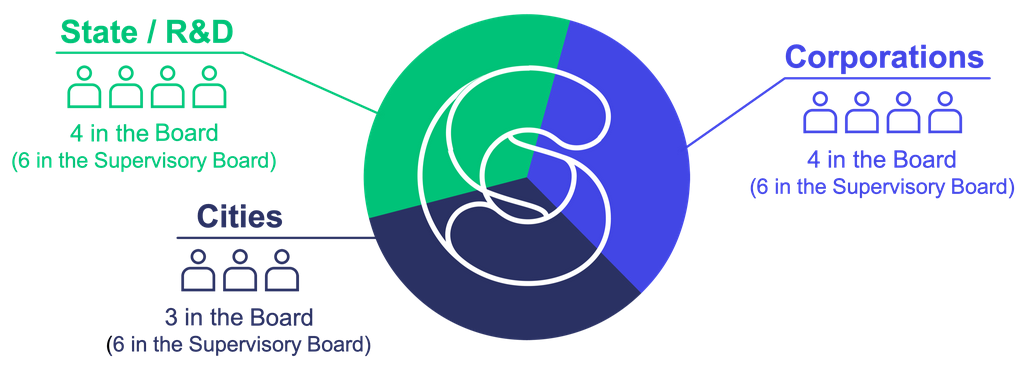 State / R&D
4 in the Board
(6 in the Supervisory Board)
Corporations
4 in the Board
(6 in the Supervisory Board)
Cities
3 in the Board
(6 in the Supervisory Board)